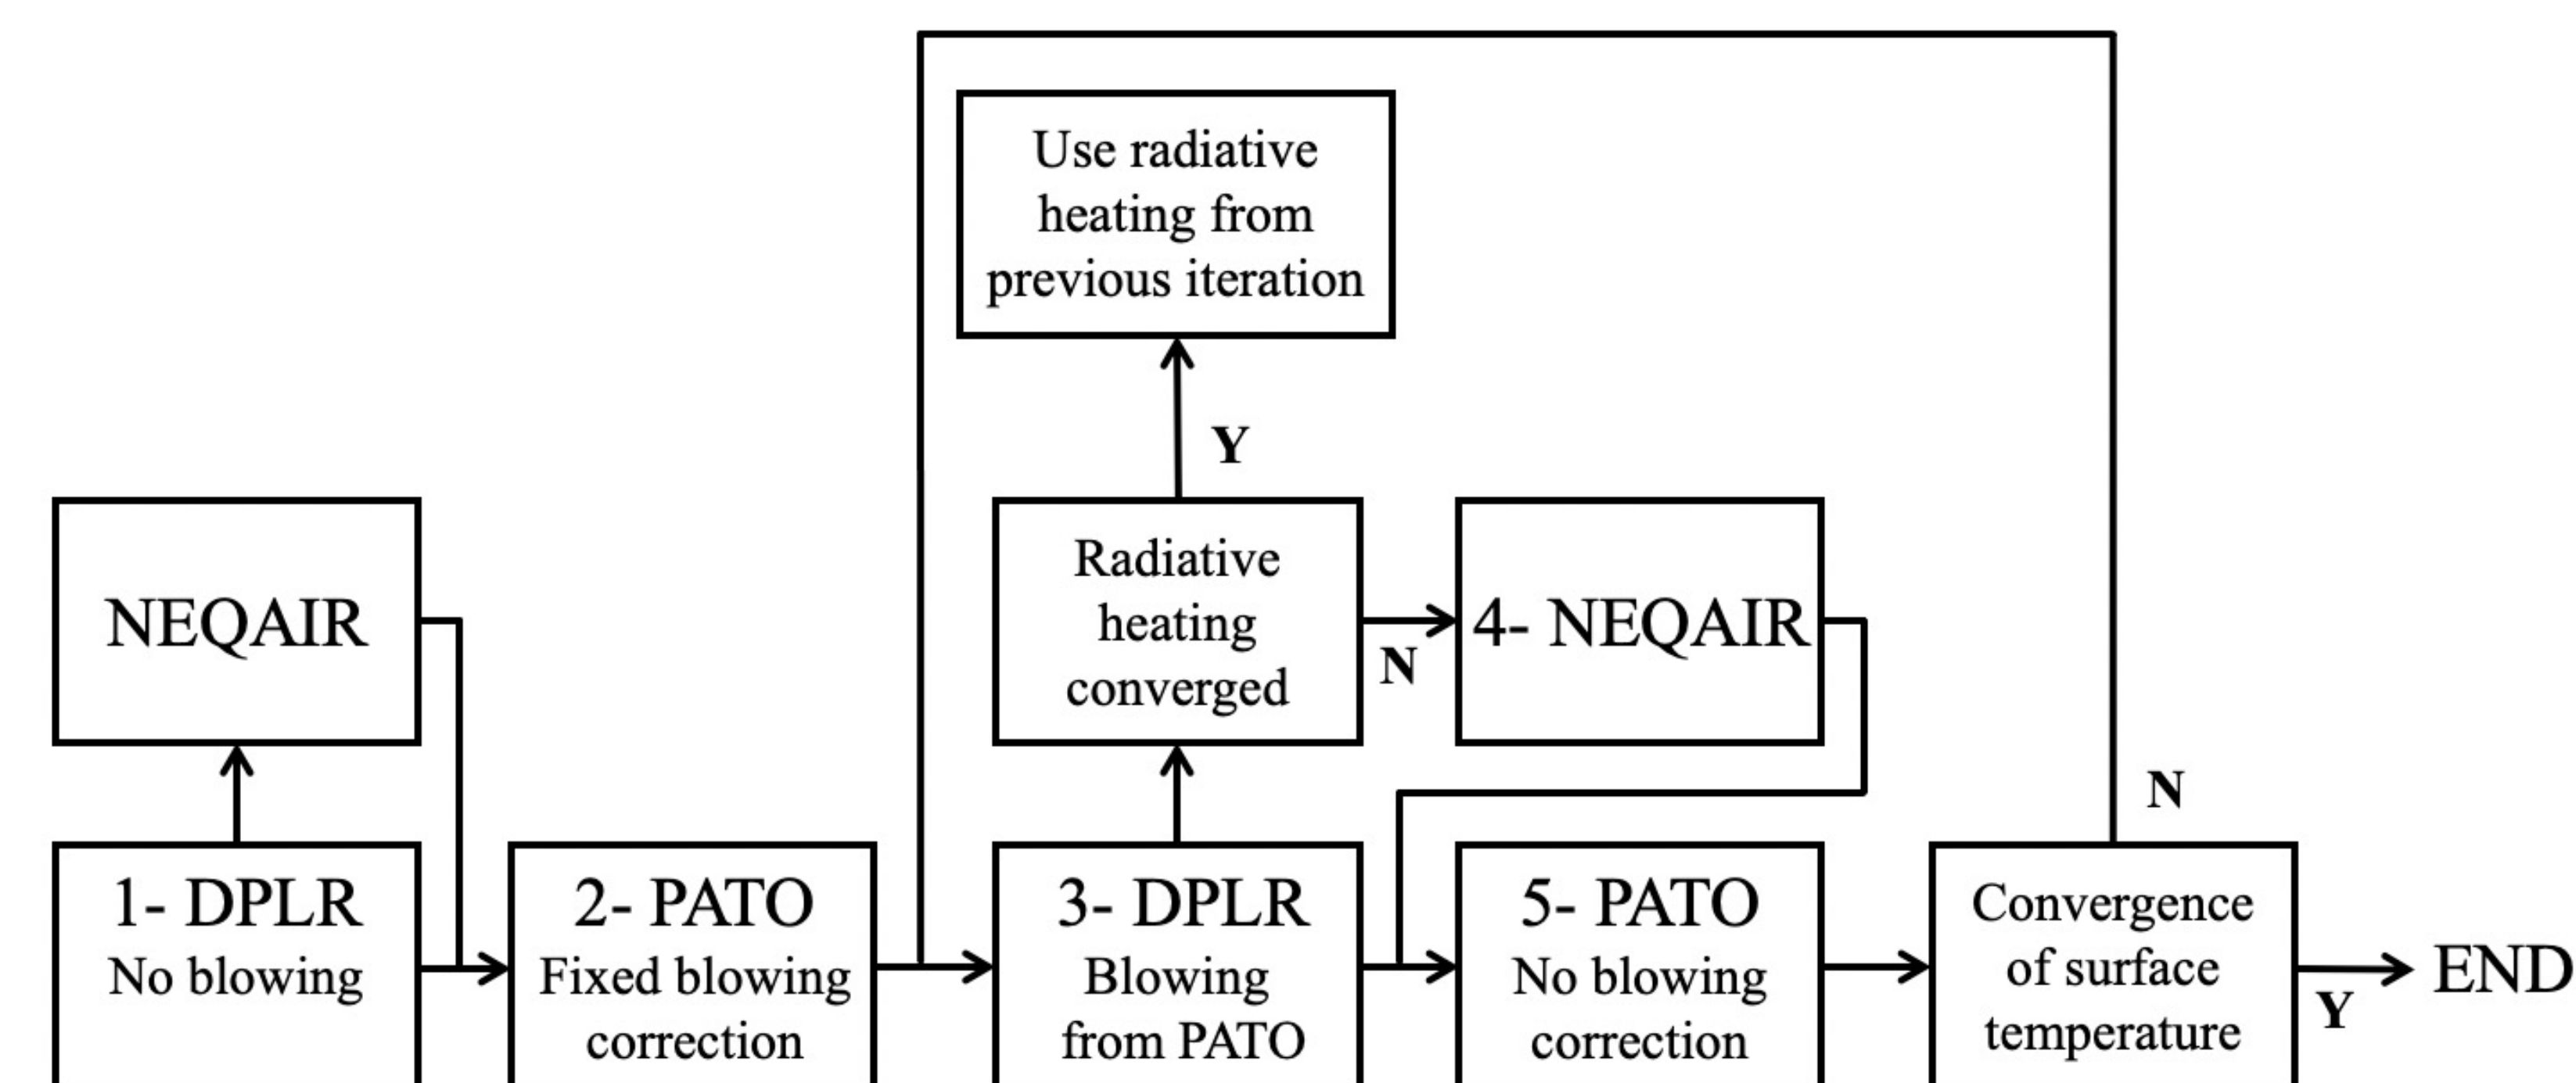 Use radiative
heating from
previous iteration
Y
NEQAIR
Radiative
heating
converged
N
4- NEQAIR
N
1- DPLR
No blowing
2- PATO
Fixed blowing
correction
3- DPLR
Blowing
from PATO
5- PATO
No blowing
correction
Convergence
of surface
temperature
Y
END